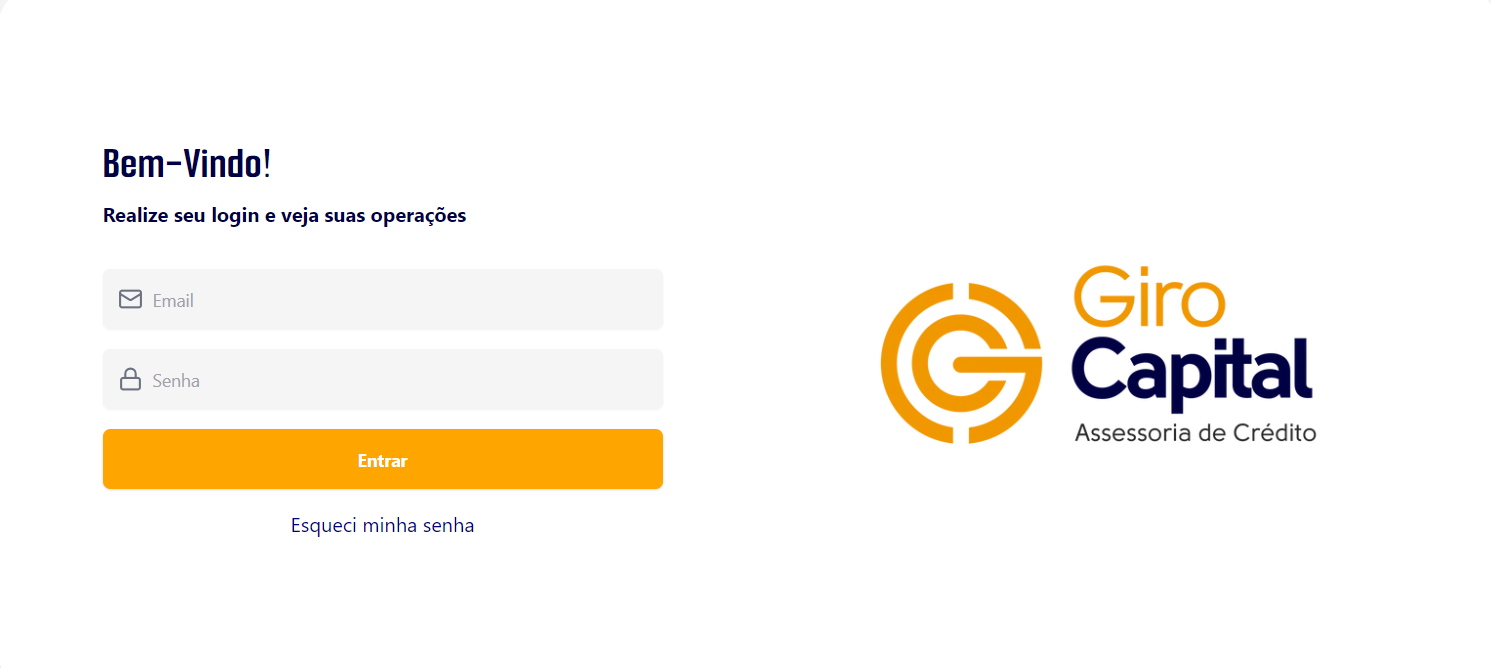 Bem-Vindo!
Realize seu login e veja suas operações
Email
Senha
Entrar
Esqueci minha senha
Giro
Capital
Assessoria de Crédito